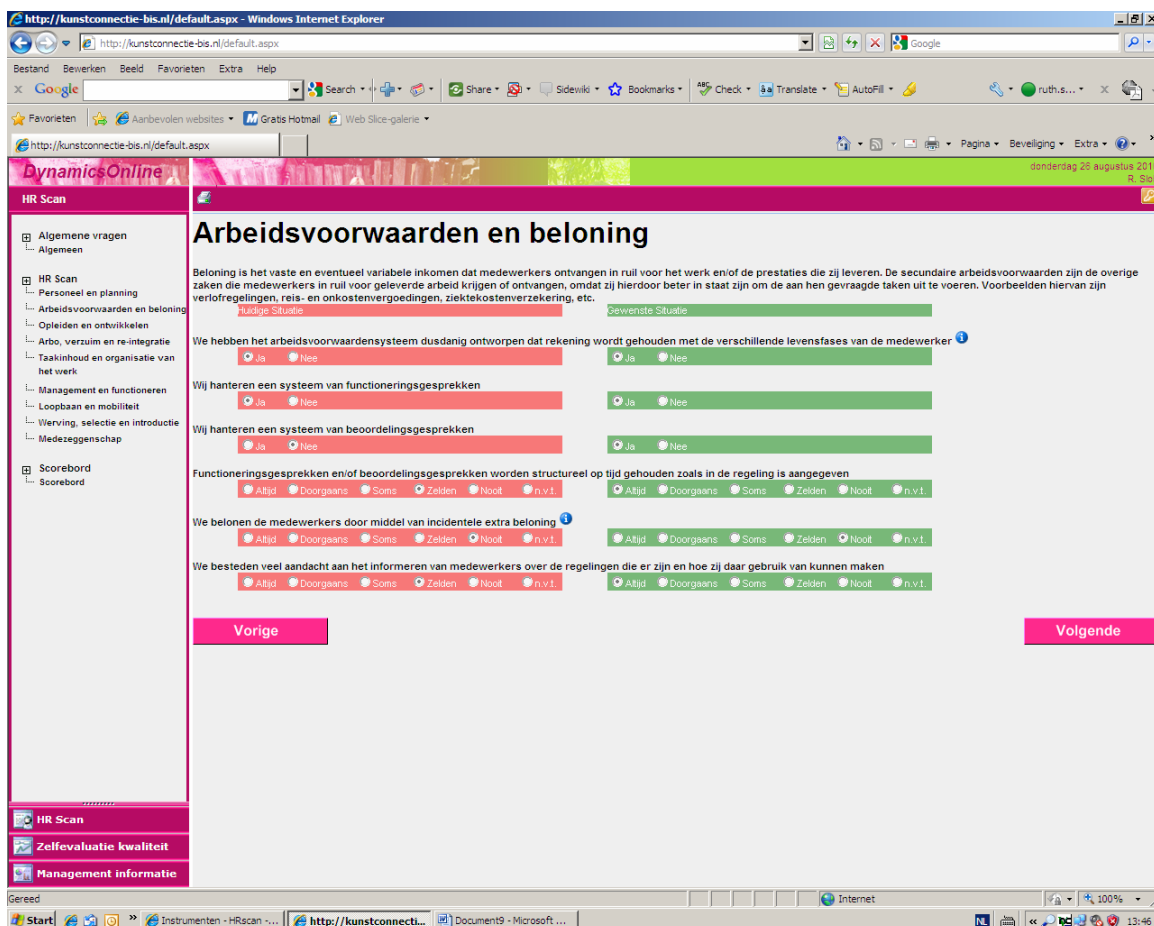 http://kunstconnectie-bis.nl/default.aspx - Windows Internet Explorer
http://kunstconnectie-bis.nl/default.aspx
Google
Bestand Bewerken Beeld Favorieten Extra Help
x Google Search Share Sidewiki Bookmarks Check Translate AutoFill ruth.s...
Favorieten Aanbevolen websites Gratis Hotmail Web Slice-galerie
http://kunstconnectie-bis.nl/default.aspx
Pagina Beveiliging Extra
DynamicsOnline
donderdag 26 augustus 201
R. Slo
HR Scan
Algemene vragen
Algemeen
HR Scan
Personeel en planning
Arbeidsvoorwaarden en beloning
Opleiden en ontwikkelen
Arbo, verzuim en re-integratie
Taakinhoud en organisatie van
het werk
Management en functioneren
Loopbaan en mobiliteit
Werving, selectie en introductie
Medezeggenschap
Scorebord
Scorebord
Arbeidsvoorwaarden en beloning
Beloning is het vaste en eventueel variabele inkomen dat medewerkers ontvangen in ruil voor het werk en/of de prestaties die zij leveren. De secundaire arbeidsvoorwaarden zijn de overige
zaken die medewerkers in ruil voor geleverde arbeid krijgen of ontvangen, omdat zij hierdoor beter in staat zijn om de aan hen gevraagde taken uit te voeren. Voorbeelden hiervan zijn
verlofregelingen, reis- en onkostenvergoedingen, ziektekostenverzekering, etc.
Huidige Situatie Gewenste Situatie
We hebben het arbeidsvoorwaardensysteem dusdanig ontworpen dat rekening wordt gehouden met de verschillende levensfases van de medewerker
Ja Nee Ja Nee
Wij hanteren een systeem van functioneringsgesprekken
Ja Nee Ja Nee
Wij hanteren een systeem van beoordelingsgesprekken
Ja Nee Ja Nee
Functioneringsgesprekken en/of beoordelingsgesprekken worden structureel op tijd gehouden zoals in de regeling is aangegeven
Altijd Doorgaans Soms Zelden Nooit n.v.t. Altijd Doorgaans Soms Zelden Nooit n.v.t.
We belonen de medewerkers door middel van incidentele extra beloning
Altijd Doorgaans Soms Zelden Nooit n.v.t. Altijd Doorgaans Soms Zelden Nooit n.v.t.
We besteden veel aandacht aan het informeren van medewerkers over de regelingen die er zijn en hoe zij daar gebruik van kunnen maken
Altijd Doorgaans Soms Zelden Nooit n.v.t. Altijd Doorgaans Soms Zelden Nooit n.v.t.
Vorige Volgende
HR Scan
Zelfevaluatie kwaliteit
Management informatie
Gereed Internet 100%
Start Instrumenten - HRscan -... http://kunstconnecti... Document9 - Microsoft ... NL 13:46